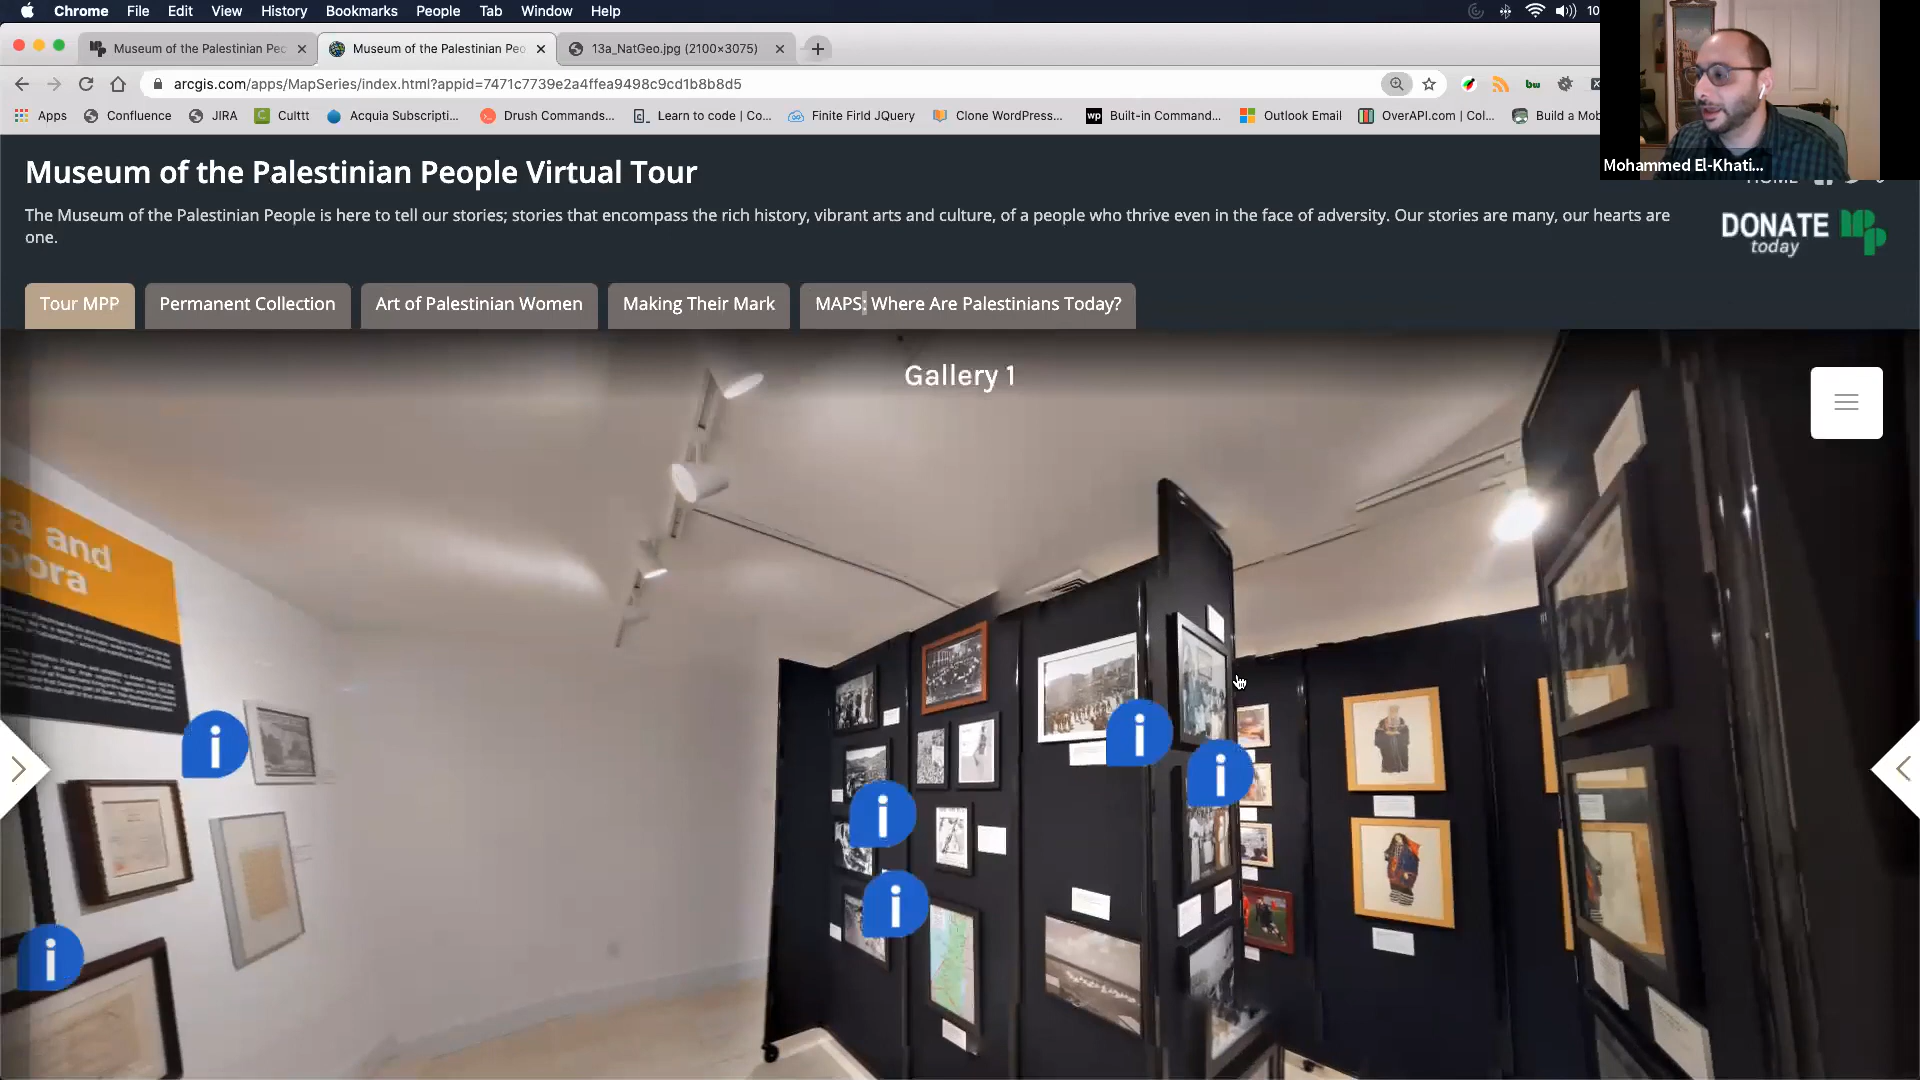 Chrome File Edit View History Bookmarks People Tab Window Help
10
Museum of the Palestinian Peo
Museum of the Palestinian Peo
13a_NatGeo.jpg (2100×3075)
arcgis.com/apps/MapSeries/index.html?appid=7471c7739e2a4ffea9498c9cd1b8b8d5
Apps Confluence JIRA Culttt Acquia Subscripti... Drush Commands... Learn to code | Co... Finite Firld JQuery Clone WordPress... Built-in Command... Outlook Email OverAPI.com | Col... Build a Mob
Mohammed El-Khati...
Museum of the Palestinian People Virtual Tour
HOME
The Museum of the Palestinian People is here to tell our stories; stories that encompass the rich history, vibrant arts and culture, of a people who thrive even in the face of adversity. Our stories are many, our hearts are
one.
DONATE
today
Tour MPP
Permanent Collection
Art of Palestinian Women
Making Their Mark
MAPS: Where Are Palestinians Today?
Gallery 1
a and
pora
i
i
i
i
i
i